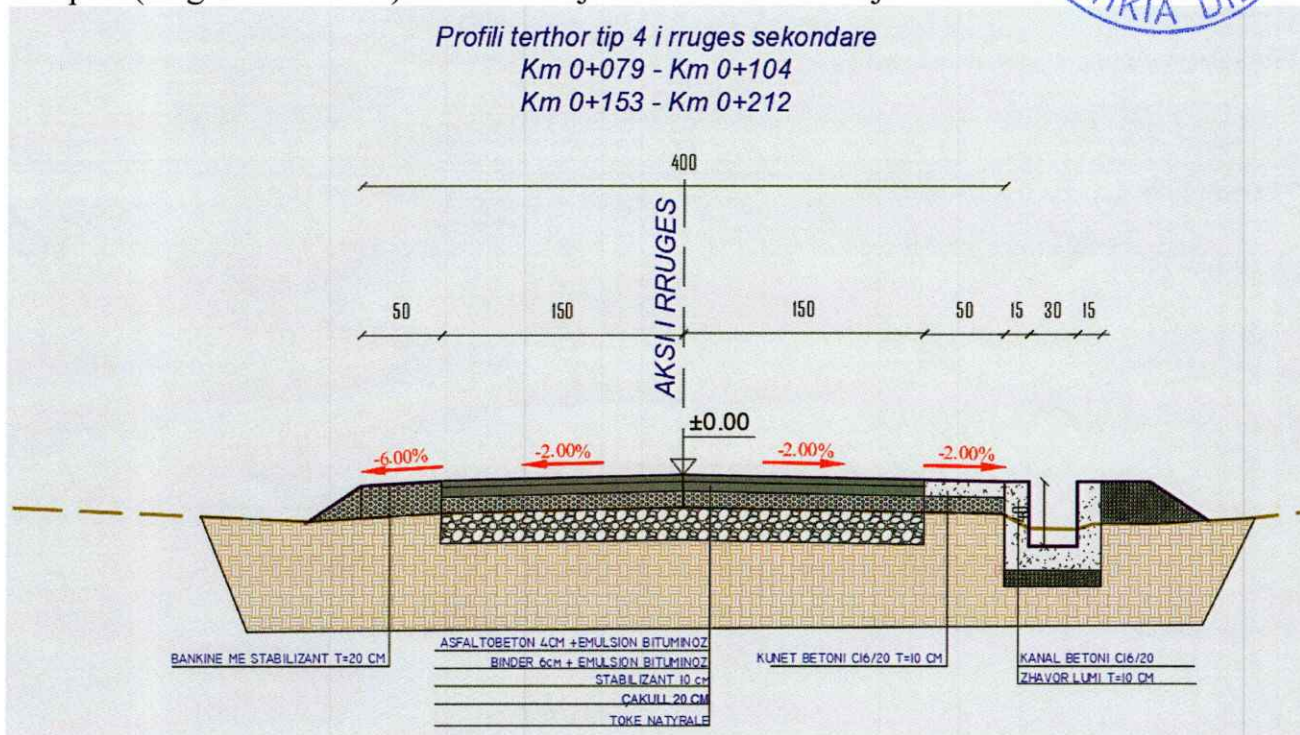 Profili terthor tip 4 i rruges sekondare
Km 0+079 - Km 0+104
Km 0+153 - Km 0+212
400
AKSI I RRUGES
50 150 150 50 15 30 15
±0.00
-6.00% -2.00% -2.00% -2.00%
BANKINE ME STABILIZANT T=20 CM
ASFALTOBETON 4CM +EMULSION BITUMINOZ
BINDER 6cm + EMULSION BITUMINOZ
STABILIZANT 10 cm
ÇAKULL 20 CM
TOKE NATYRALE
KUNET BETONI C16/20 T=10 CM
KANAL BETONI C16/20
ZHAVOR LUMI T=10 CM